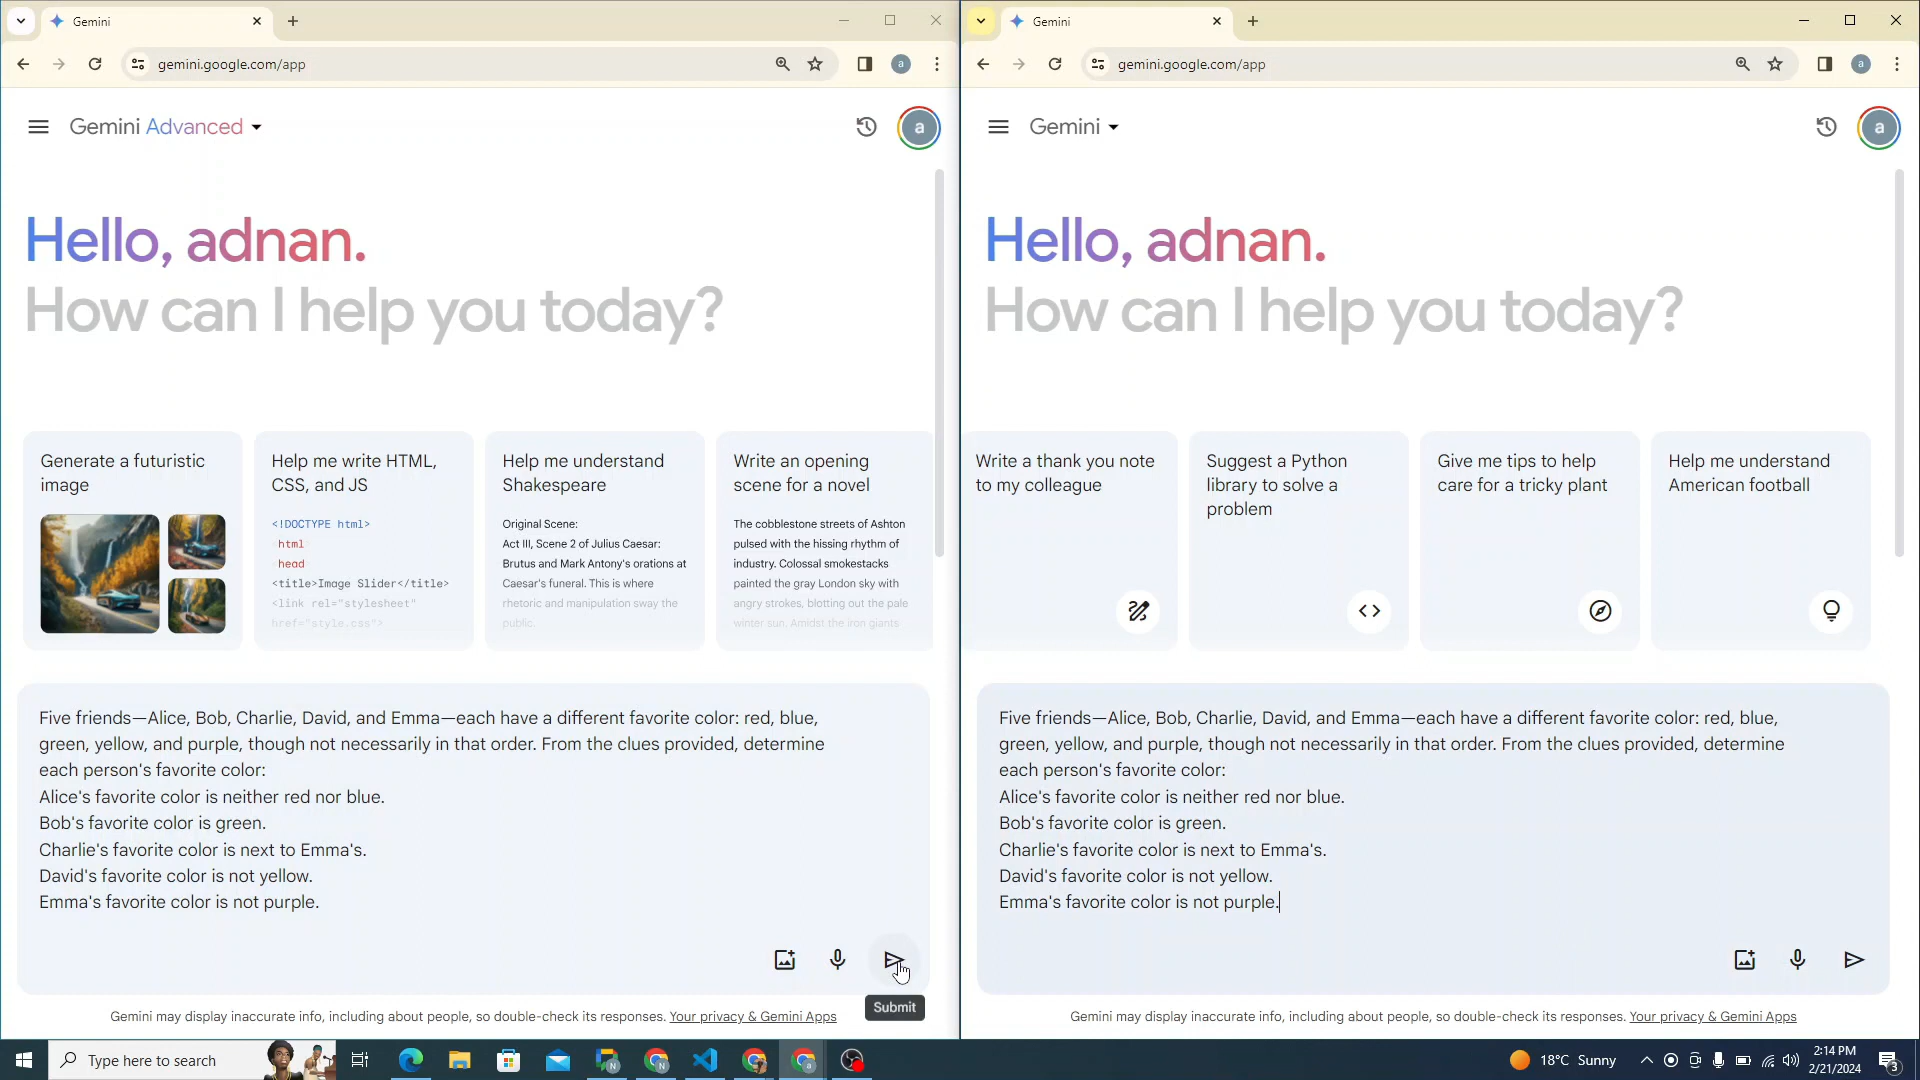 Gemini
gemini.google.com/app
a
Gemini Advanced
a
Hello, adnan.
How can I help you today?
Generate a futuristic
image
Help me write HTML,
CSS, and JS
<!DOCTYPE html>
html
head
<title>Image Slider</title>
<link rel="stylesheet"
href="style.css">
Help me understand
Shakespeare
Original Scene:
Act III, Scene 2 of Julius Caesar:
Brutus and Mark Antony's orations at
Caesar's funeral. This is where
rhetoric and manipulation sway the
public.
Write an opening
scene for a novel
The cobblestone streets of Ashton
pulsed with the hissing rhythm of
industry. Colossal smokestacks
painted the gray London sky with
angry strokes, blotting out the pale
winter sun. Amidst the iron giants
Five friends—Alice, Bob, Charlie, David, and Emma—each have a different favorite color: red, blue,
green, yellow, and purple, though not necessarily in that order. From the clues provided, determine
each person's favorite color:
Alice's favorite color is neither red nor blue.
Bob's favorite color is green.
Charlie's favorite color is next to Emma's.
David's favorite color is not yellow.
Emma's favorite color is not purple.
Submit
Gemini may display inaccurate info, including about people, so double-check its responses. Your privacy & Gemini Apps
Gemini
gemini.google.com/app
a
Gemini
a
Hello, adnan.
How can I help you today?
Write a thank you note
to my colleague
Suggest a Python
library to solve a
problem
Give me tips to help
care for a tricky plant
Help me understand
American football
Five friends—Alice, Bob, Charlie, David, and Emma—each have a different favorite color: red, blue,
green, yellow, and purple, though not necessarily in that order. From the clues provided, determine
each person's favorite color:
Alice's favorite color is neither red nor blue.
Bob's favorite color is green.
Charlie's favorite color is next to Emma's.
David's favorite color is not yellow.
Emma's favorite color is not purple.
Gemini may display inaccurate info, including about people, so double-check its responses. Your privacy & Gemini Apps
Type here to search
N
N
a
18°C Sunny
2:14 PM
2/21/2024
3